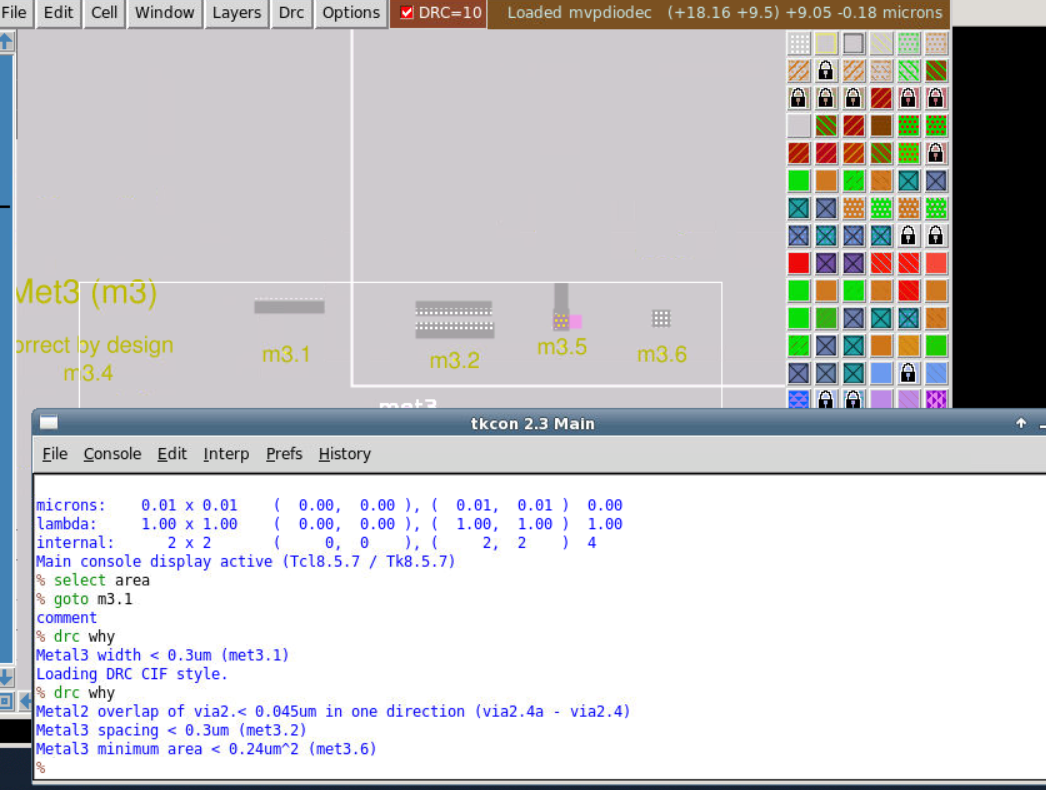 File Edit Cell Window Layers Drc Options DRC=10 Loaded mvpdiodec (+18.16 +9.5) +9.05 -0.18 microns
Met3 (m3)
orrect by design
m3.4
m3.1
m3.2
m3.5
m3.6
met3
tkcon 2.3 Main
File Console Edit Interp Prefs History
microns: 0.01 x 0.01 ( 0.00, 0.00 ), ( 0.01, 0.01 ) 0.00
lambda: 1.00 x 1.00 ( 0.00, 0.00 ), ( 1.00, 1.00 ) 1.00
internal: 2 x 2 ( 0, 0 ), ( 2, 2 ) 4
Main console display active (Tcl8.5.7 / Tk8.5.7)
% select area
% goto m3.1
comment
% drc why
Metal3 width < 0.3um (met3.1)
Loading DRC CIF style.
% drc why
Metal2 overlap of via2.< 0.045um in one direction (via2.4a - via2.4)
Metal3 spacing < 0.3um (met3.2)
Metal3 minimum area < 0.24um^2 (met3.6)
%